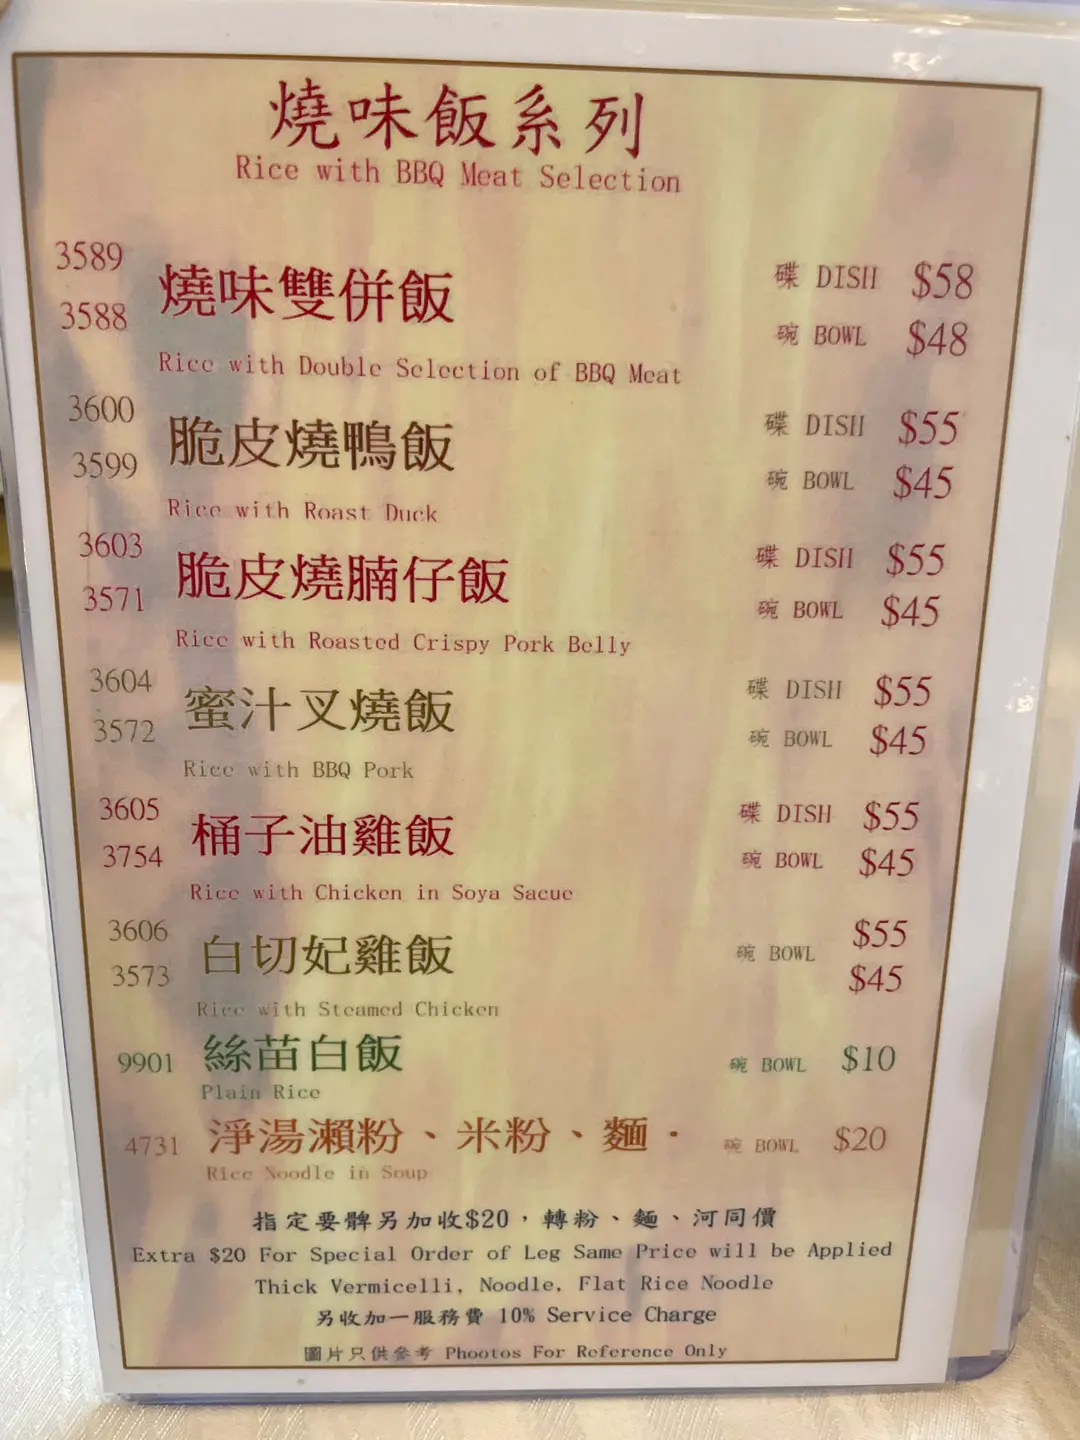 燒味飯系列
Rice with BBQ Meat Selection
3589 碟 DISH $58
燒味雙併飯
3588 碗 BOWL $48
Rice with Double Selection of BBQ Meat
3600 碟 DISH $55
脆皮燒鴨飯
3599 碗 BOWL $45
Rice with Roast Duck
3603 碟 DISH $55
脆皮燒腩仔飯
3571 碗 BOWL $45
Rice with Roasted Crispy Pork Belly
3604 碟 DISH $55
蜜汁叉燒飯
3572 碗 BOWL $45
Rice with BBQ Pork
3605 碟 DISH $55
桶子油雞飯
3754 碗 BOWL $45
Rice with Chicken in Soya Sacue
3606 $55
白切妃雞飯 碗 BOWL
3573 $45
Rice with Steamed Chicken
9901 絲苗白飯 碗 BOWL $10
Plain Rice
4731 淨湯瀨粉、米粉、麵． 碗 BOWL $20
Rice Noodle in Soup
指定要髀另加收$20，轉粉、麵、河同價
Extra $20 For Special Order of Leg Same Price will be Applied
Thick Vermicelli, Noodle, Flat Rice Noodle
另收加一服務費 10% Service Charge
圖片只供參考 Phootos For Reference Only